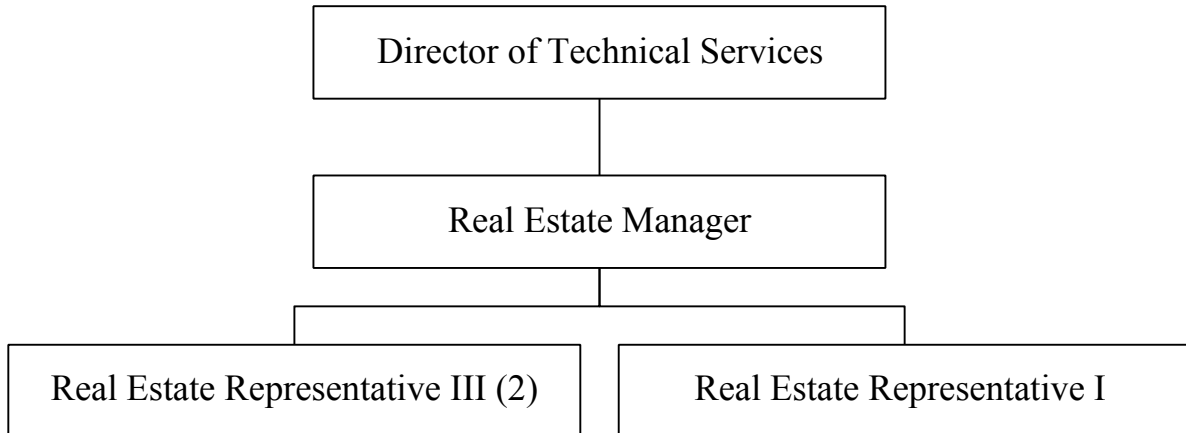 Director of Technical Services
Real Estate Manager
Real Estate Representative III (2)
Real Estate Representative I